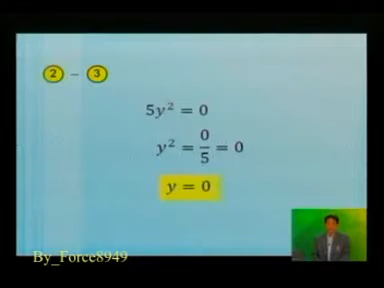 2 – 3
5y² = 0
y² = 0/5 = 0
y = 0
By_Force8949